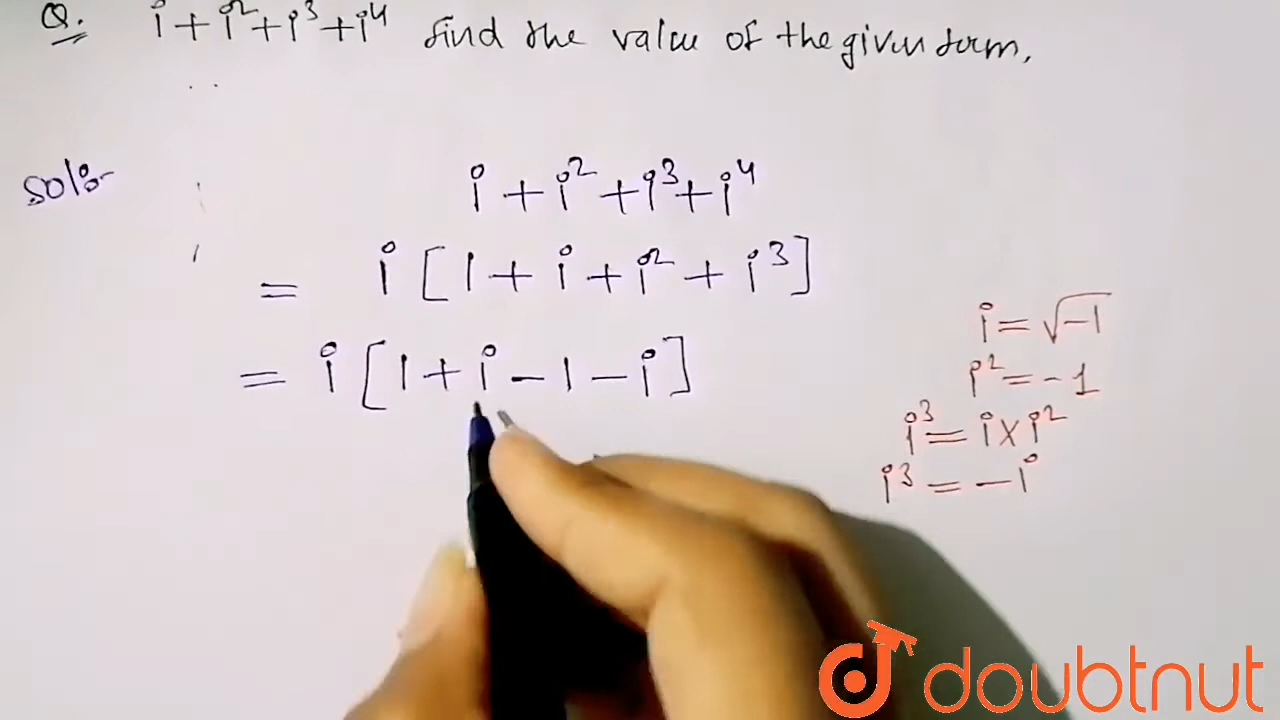 Q. i + i² + i³ + i⁴ find the value of the given term.
sol:-
i + i² + i³ + i⁴
= i [1 + i + i² + i³]
= i [1 + i - 1 - i]
i = √-1
i² = -1
i³ = i × i²
i³ = -i
doubtnut